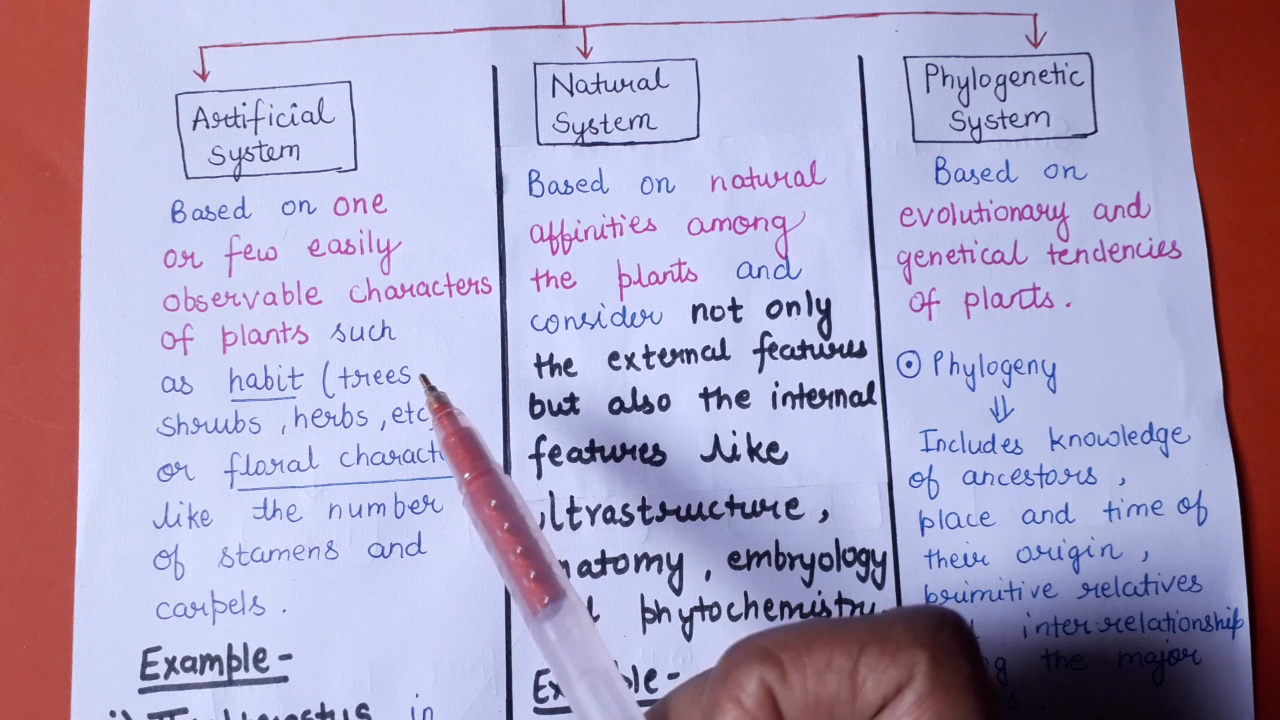 Artificial
System
Based on one
or few easily
observable characters
of plants such
as habit (trees
shrubs, herbs, etc
or floral
like the number
of stamens and
carpels.
Example-
in
Natural
System
Based on natural
affinities among
the plants and
consider not only
the external features
but also the internal
features like
ultrastructure,
anatomy, embryology
phytochemistry
Phylogenetic
System
Based on
evolutionary and
genetical tendencies
of plants.
Phylogeny
⇓
Includes knowledge
of ancestors,
place and time of
their origin,
primitive relatives
inter-relationship
the major